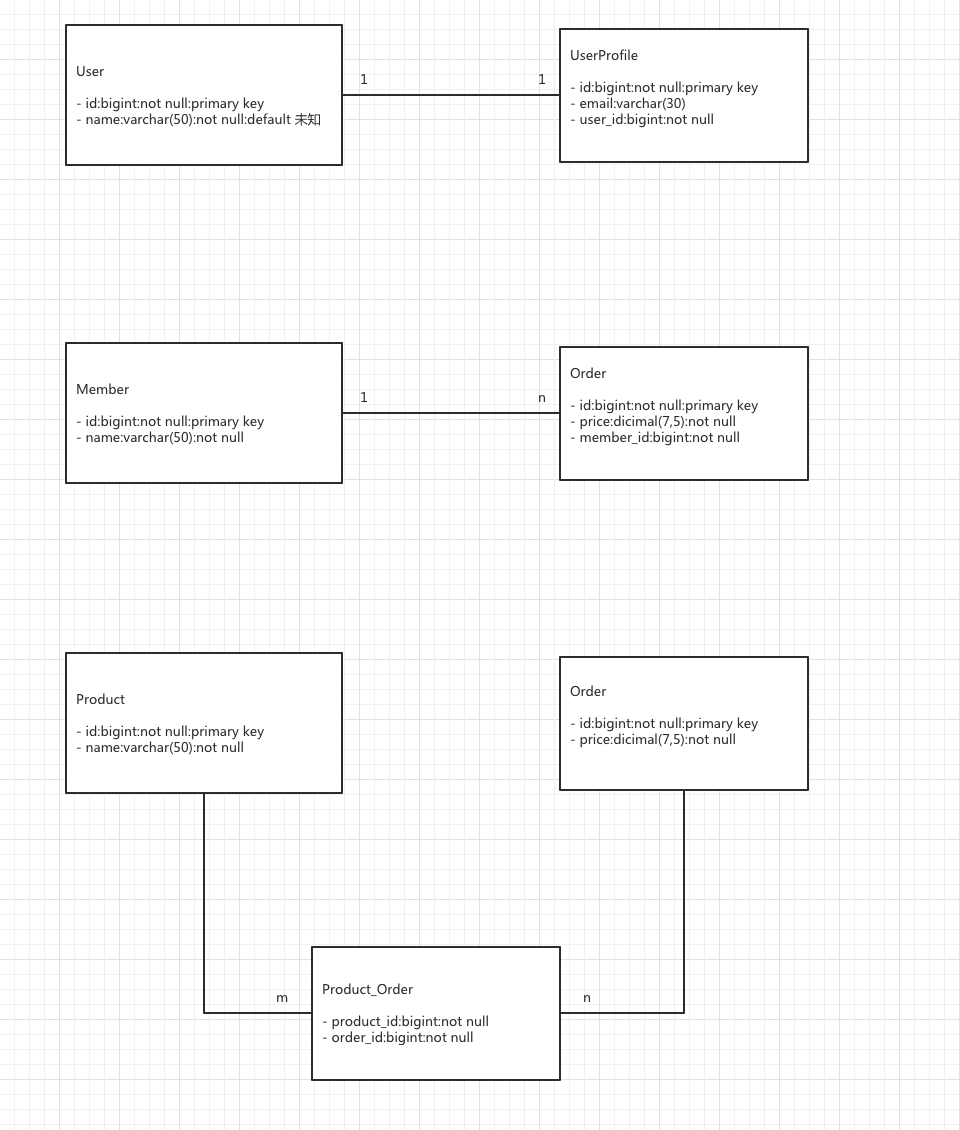 User
- id:bigint:not null:primary key
- name:varchar(50):not null:default 未知
1
1
UserProfile
- id:bigint:not null:primary key
- email:varchar(30)
- user_id:bigint:not null
Member
- id:bigint:not null:primary key
- name:varchar(50):not null
1
n
Order
- id:bigint:not null:primary key
- price:dicimal(7,5):not null
- member_id:bigint:not null
Product
- id:bigint:not null:primary key
- name:varchar(50):not null
Order
- id:bigint:not null:primary key
- price:dicimal(7,5):not null
m
Product_Order
- product_id:bigint:not null
- order_id:bigint:not null
n